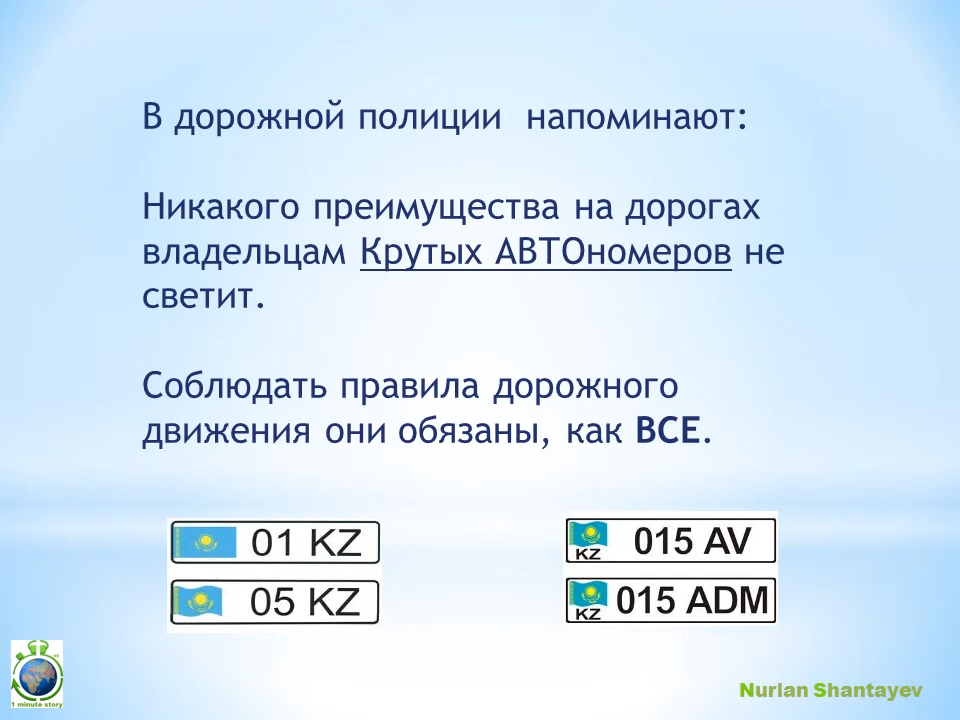 В дорожной полиции напоминают:
Никакого преимущества на дорогах
владельцам Крутых АВТОномеров не
светит.
Соблюдать правила дорожного
движения они обязаны, как ВСЕ.
01 KZ
05 KZ
KZ 015 AV
KZ 015 ADM
1 minute story
Nurlan Shantayev